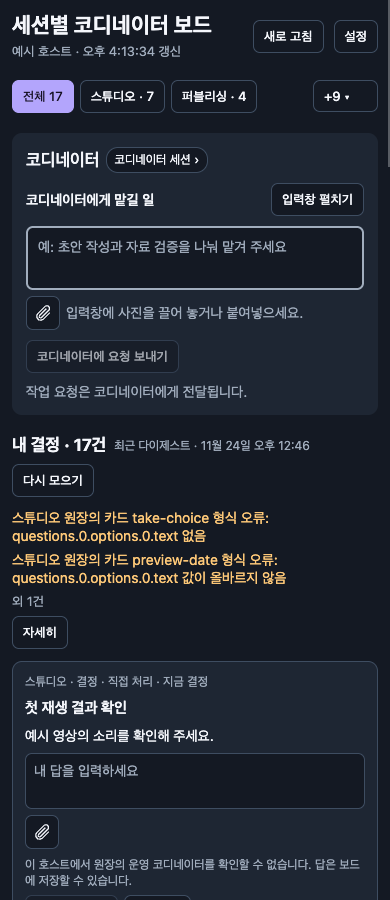 세션별 코디네이터 보드
예시 호스트 · 오후 4:13:34 갱신
새로 고침
설정
전체 17
스튜디오 · 7
퍼블리싱 · 4
+9 ▾
코디네이터
코디네이터 세션 ›
코디네이터에게 맡길 일
입력창 펼치기
예: 초안 작성과 자료 검증을 나눠 맡겨 주세요
입력창에 사진을 끌어 놓거나 붙여넣으세요.
코디네이터에 요청 보내기
작업 요청은 코디네이터에게 전달됩니다.
내 결정 · 17건
최근 다이제스트 · 11월 24일 오후 12:46
다시 모으기
스튜디오 원장의 카드 take-choice 형식 오류:
questions.0.options.0.text 없음
스튜디오 원장의 카드 preview-date 형식 오류:
questions.0.options.0.text 값이 올바르지 않음
외 1건
자세히
스튜디오 · 결정 · 직접 처리 · 지금 결정
첫 재생 결과 확인
예시 영상의 소리를 확인해 주세요.
내 답을 입력하세요
이 호스트에서 원장의 운영 코디네이터를 확인할 수 없습니다. 답은 보드
에 저장할 수 있습니다.